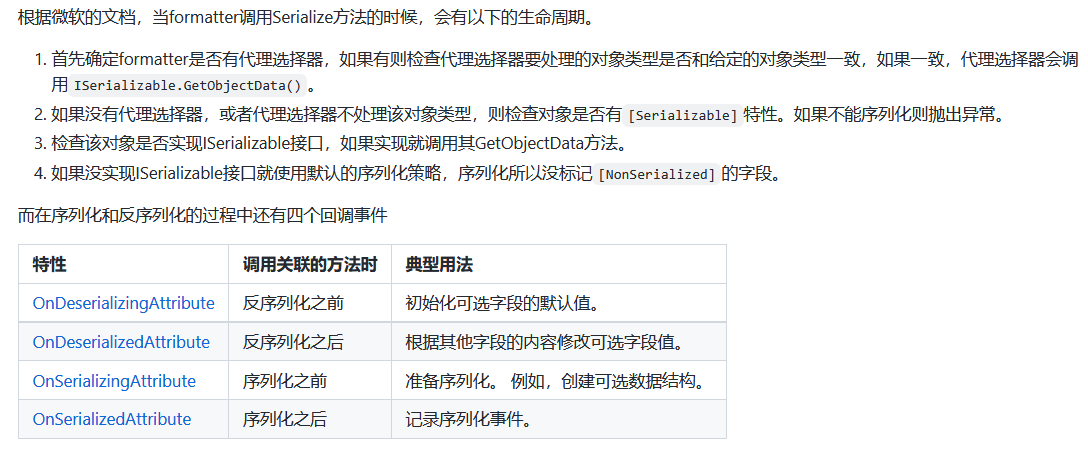 根据微软的文档，当formatter调用Serialize方法的时候，会有以下的生命周期。
1. 首先确定formatter是否有代理选择器，如果有则检查代理选择器要处理的对象类型是否和给定的对象类型一致，如果一致，代理选择器会调
用 ISerializable.GetObjectData() 。
2. 如果没有代理选择器，或者代理选择器不处理该对象类型，则检查对象是否有 [Serializable] 特性。如果不能序列化则抛出异常。
3. 检查该对象是否实现ISerializable接口，如果实现就调用其GetObjectData方法。
4. 如果没实现ISerializable接口就使用默认的序列化策略，序列化所以没标记 [NonSerialized] 的字段。
而在序列化和反序列化的过程中还有四个回调事件
特性 调用关联的方法时 典型用法
OnDeserializingAttribute 反序列化之前 初始化可选字段的默认值。
OnDeserializedAttribute 反序列化之后 根据其他字段的内容修改可选字段值。
OnSerializingAttribute 序列化之前 准备序列化。 例如，创建可选数据结构。
OnSerializedAttribute 序列化之后 记录序列化事件。